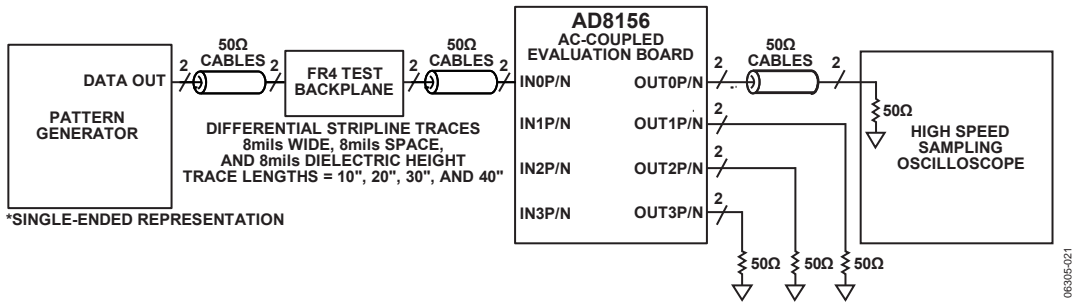 AD8156
AC-COUPLED
EVALUATION BOARD
50Ω
CABLES
50Ω
CABLES
50Ω
CABLES
DATA OUT
2
2
FR4 TEST
BACKPLANE
2
2
IN0P/N
OUT0P/N
2
2
PATTERN
GENERATOR
DIFFERENTIAL STRIPLINE TRACES
8mils WIDE, 8mils SPACE,
AND 8mils DIELECTRIC HEIGHT
TRACE LENGTHS = 10", 20", 30", AND 40"
IN1P/N
OUT1P/N
2
50Ω
HIGH SPEED
SAMPLING
OSCILLOSCOPE
IN2P/N
OUT2P/N
2
IN3P/N
OUT3P/N
2
*SINGLE-ENDED REPRESENTATION
50Ω
50Ω
50Ω
06305-021